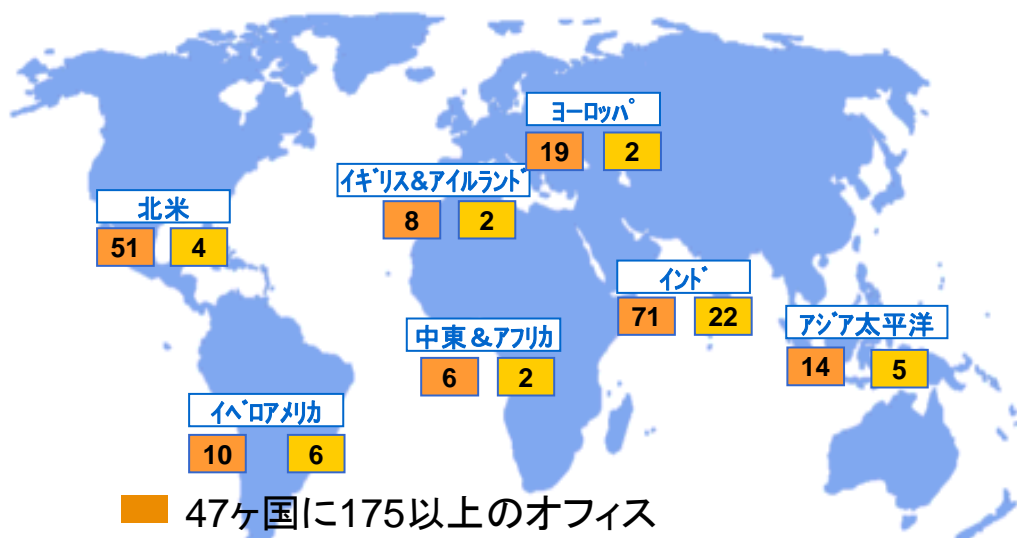 ヨーロッパ
19 2
イギリス&アイルランド
8 2
北米
51 4
インド
71 22
アジア太平洋
14 5
中東&アフリカ
6 2
イベロアメリカ
10 6
47ヶ国に175以上のオフィス